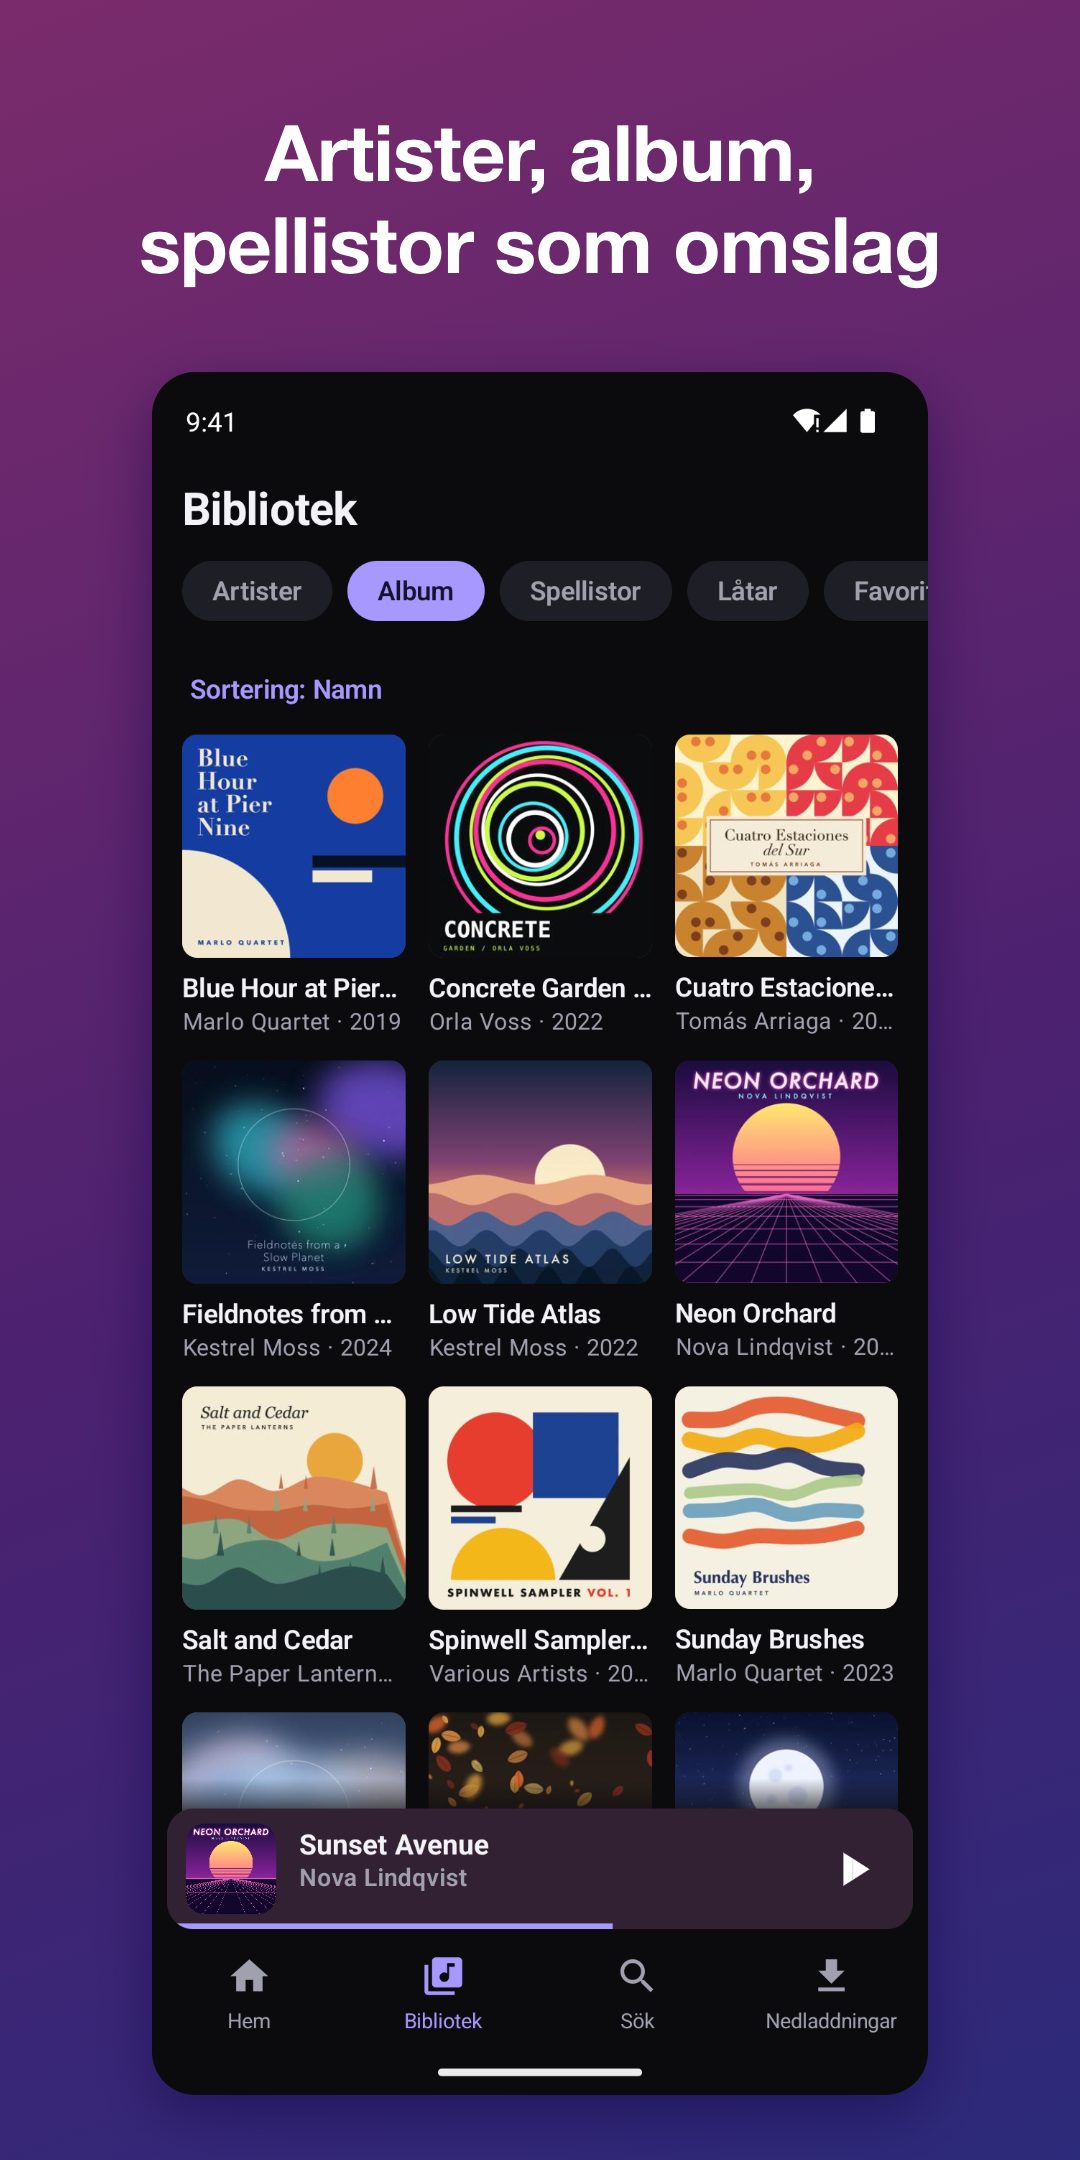 Artister, album,
spellistor som omslag
9:41
Bibliotek
Artister
Album
Spellistor
Låtar
Favorit
Sortering: Namn
Blue
Hour
at Pier
Nine
MARLO QUARTET
CONCRETE
GARDEN / ORLA VOSS
Cuatro Estaciones
del Sur
TOMÁS ARRIAGA
Blue Hour at Pier...
Marlo Quartet · 2019
Concrete Garden ...
Orla Voss · 2022
Cuatro Estacione...
Tomás Arriaga · 20...
Fieldnotes from a
Slow Planet
KESTREL MOSS
LOW TIDE ATLAS
KESTREL MOSS
NEON ORCHARD
NOVA LINDQVIST
Fieldnotes from ...
Kestrel Moss · 2024
Low Tide Atlas
Kestrel Moss · 2022
Neon Orchard
Nova Lindqvist · 20...
Salt and Cedar
THE PAPER LANTERNS
SPINWELL SAMPLER VOL. 1
Sunday Brushes
MARLO QUARTET
Salt and Cedar
The Paper Lantern...
Spinwell Sampler...
Various Artists · 20...
Sunday Brushes
Marlo Quartet · 2023
NEON ORCHARD
Sunset Avenue
Nova Lindqvist
Hem
Bibliotek
Sök
Nedladdningar